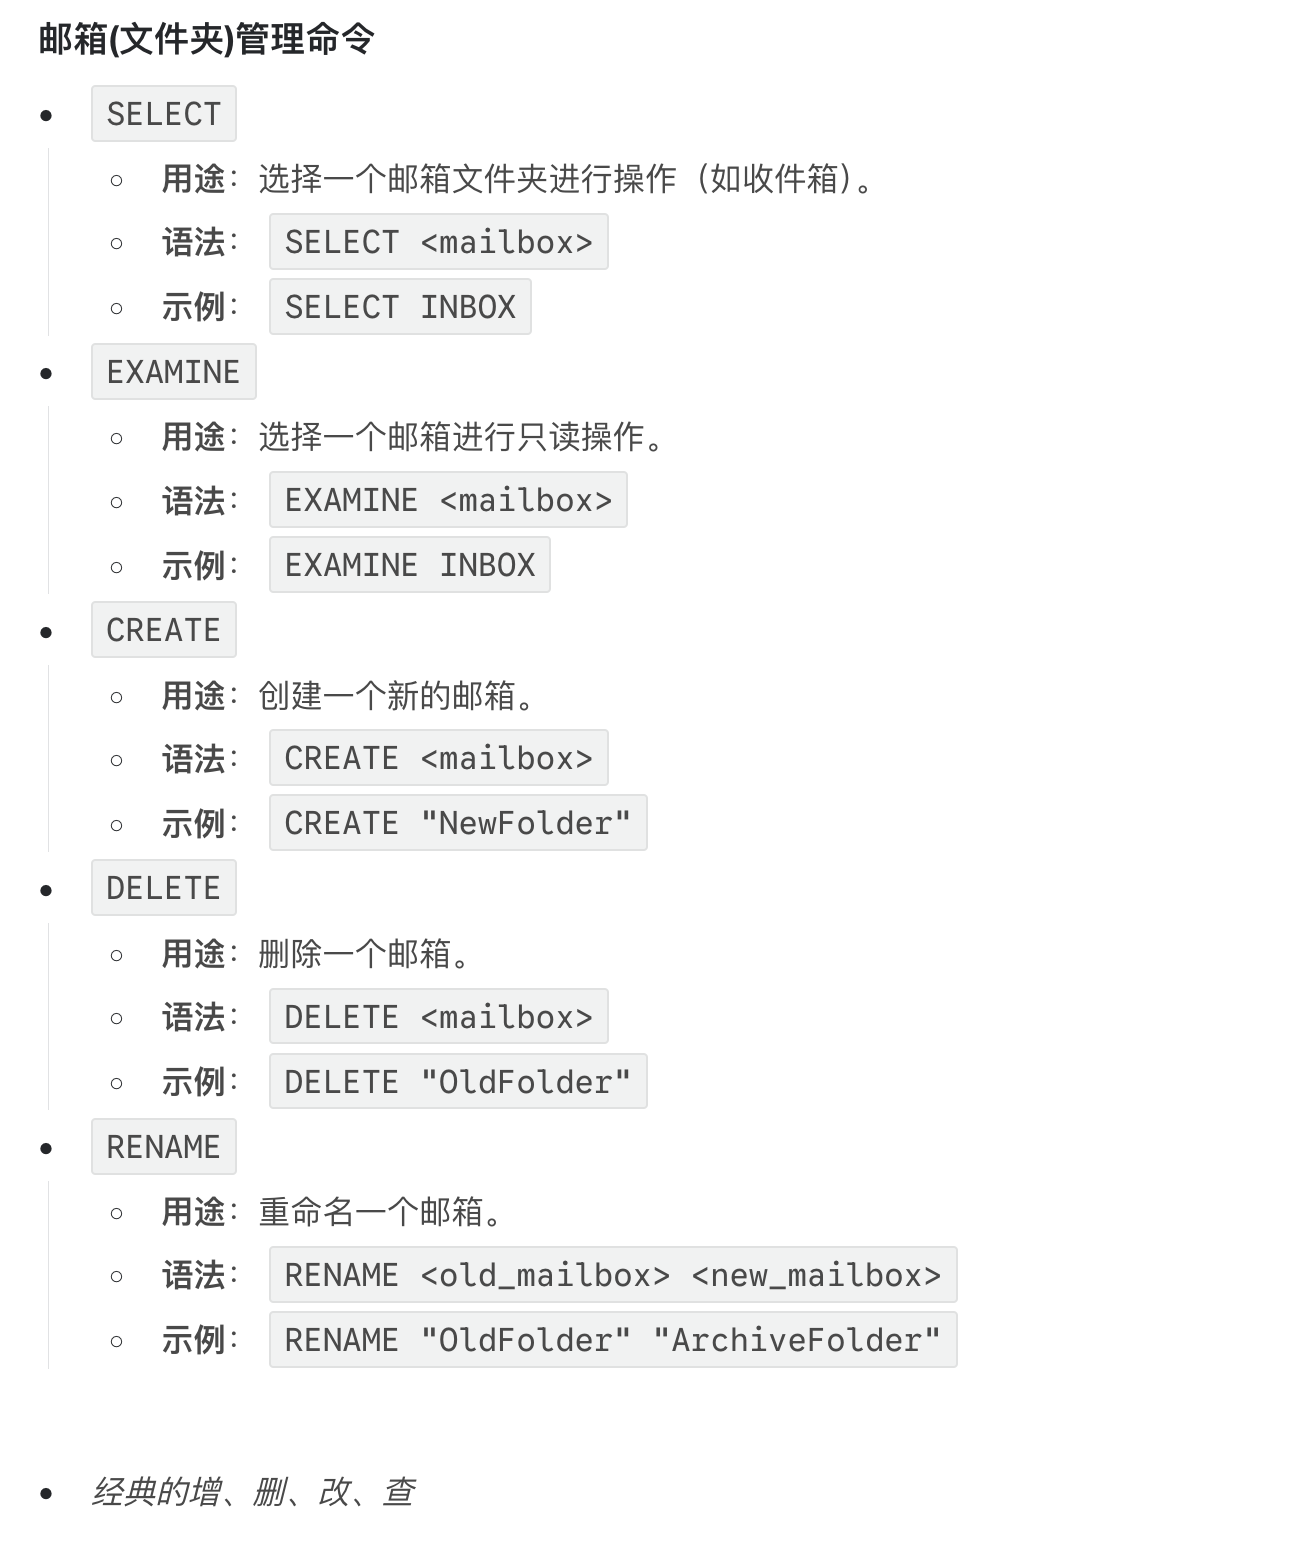 邮箱(文件夹)管理命令
SELECT
用途：选择一个邮箱文件夹进行操作（如收件箱）。
语法： SELECT <mailbox>
示例： SELECT INBOX
EXAMINE
用途：选择一个邮箱进行只读操作。
语法： EXAMINE <mailbox>
示例： EXAMINE INBOX
CREATE
用途：创建一个新的邮箱。
语法： CREATE <mailbox>
示例： CREATE "NewFolder"
DELETE
用途：删除一个邮箱。
语法： DELETE <mailbox>
示例： DELETE "OldFolder"
RENAME
用途：重命名一个邮箱。
语法： RENAME <old_mailbox> <new_mailbox>
示例： RENAME "OldFolder" "ArchiveFolder"
经典的增、删、改、查